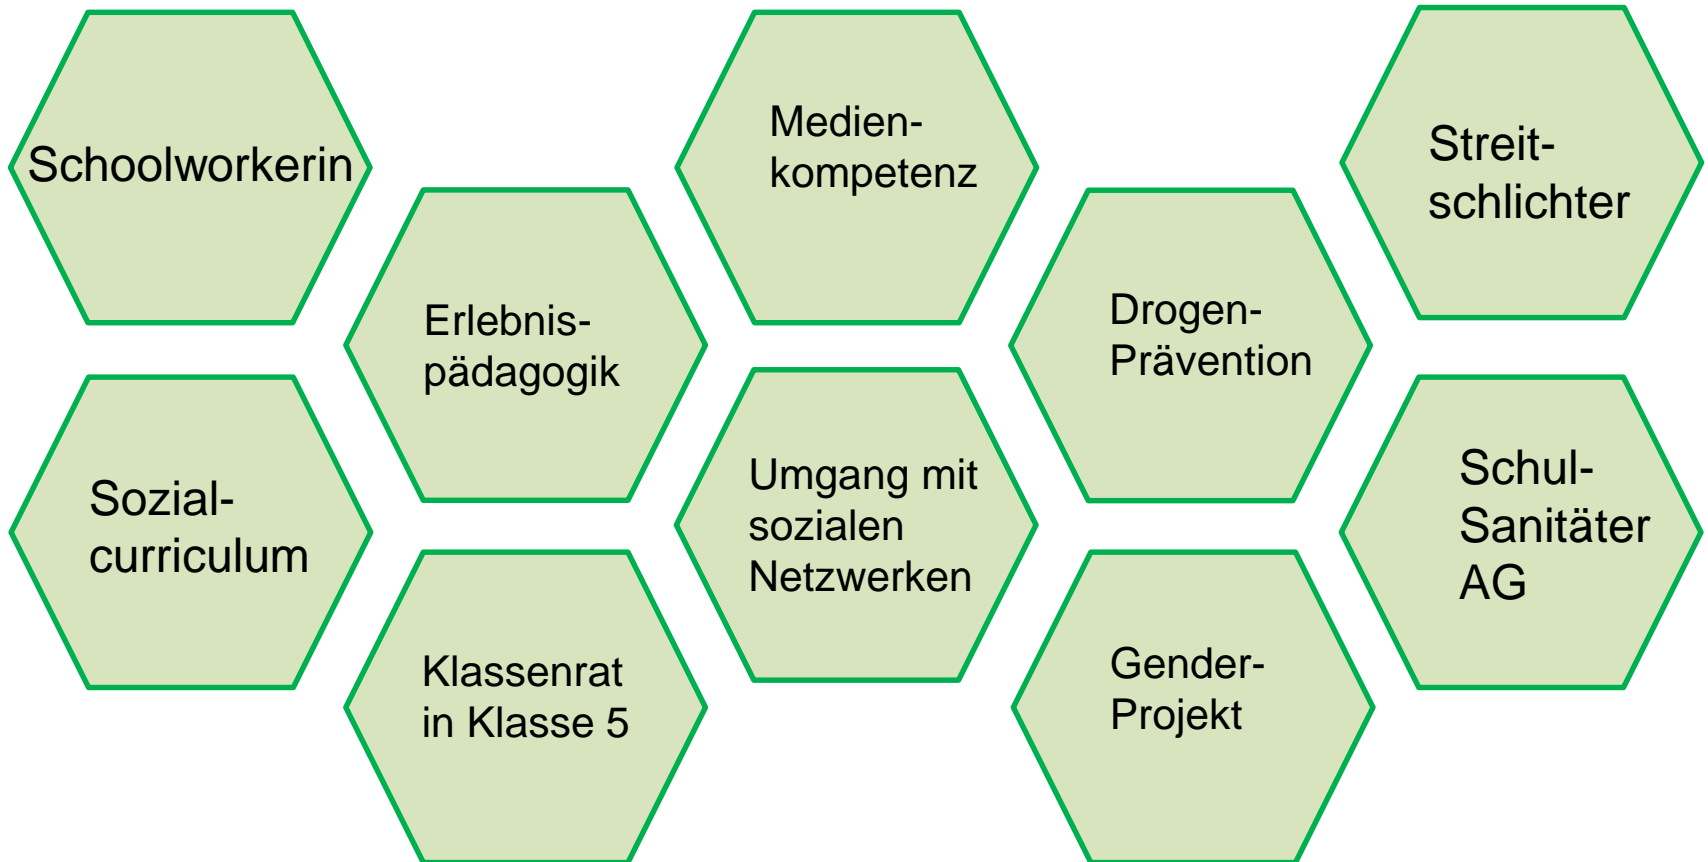 Schoolworkerin
Medien-
kompetenz
Streit-
schlichter
Erlebnis-
pädagogik
Drogen-
Prävention
Sozial-
curriculum
Umgang mit
sozialen
Netzwerken
Schul-
Sanitäter
AG
Klassenrat
in Klasse 5
Gender-
Projekt